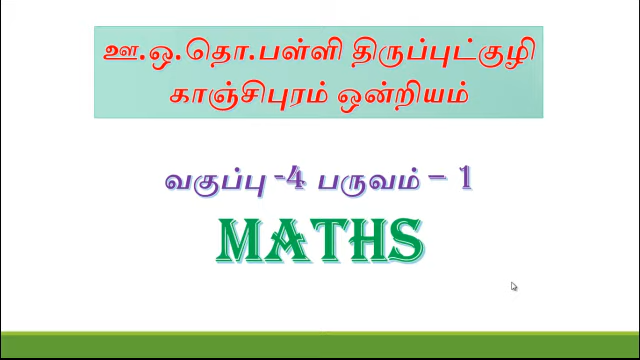 ஊ.ஒ.தொ.பள்ளி திருப்புட்குழி
காஞ்சிபுரம் ஒன்றியம்
வகுப்பு -4 பருவம் – 1
MATHS